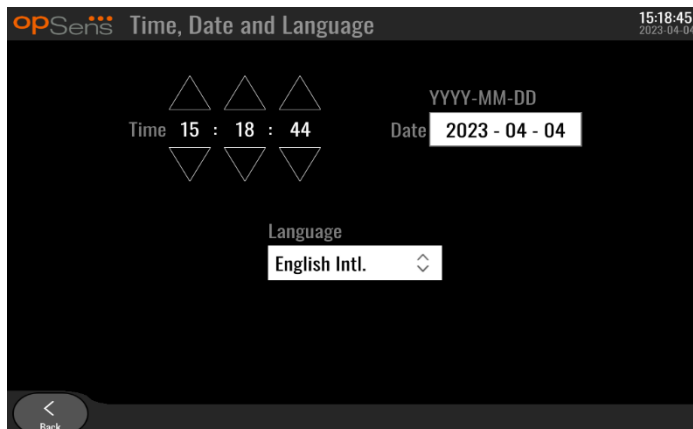 opSens Time, Date and Language
15:18:45
2023-04-04
YYYY-MM-DD
Time 15 : 18 : 44
Date 2023 - 04 - 04
Language
English Intl.
Back